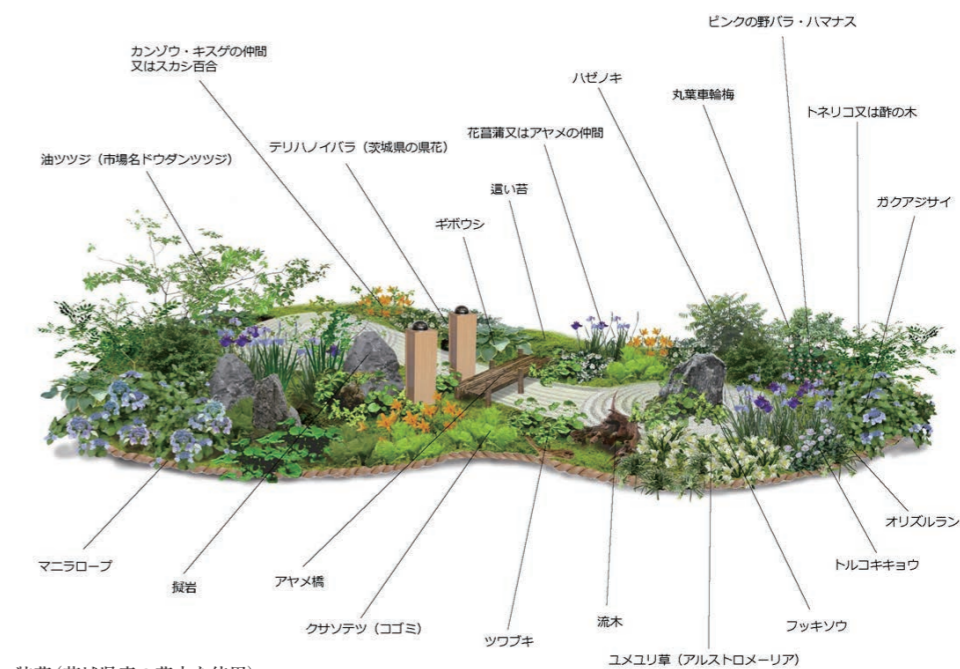 ピンクの野バラ・ハマナス
カンゾウ・キスゲの仲間
又はスカシ百合
ハゼノキ
丸葉車輪梅
トネリコ又は酢の木
花菖蒲又はアヤメの仲間
テリハノイバラ（茨城県の県花）
油ツツジ（市場名ドウダンツツジ）
這い苔
ガクアジサイ
ギボウシ
オリズルラン
マニラロープ
トルコキキョウ
擬岩
アヤメ橋
クサソテツ（コゴミ）
ツワブキ
流木
フッキソウ
ユメユリ草（アルストロメーリア）